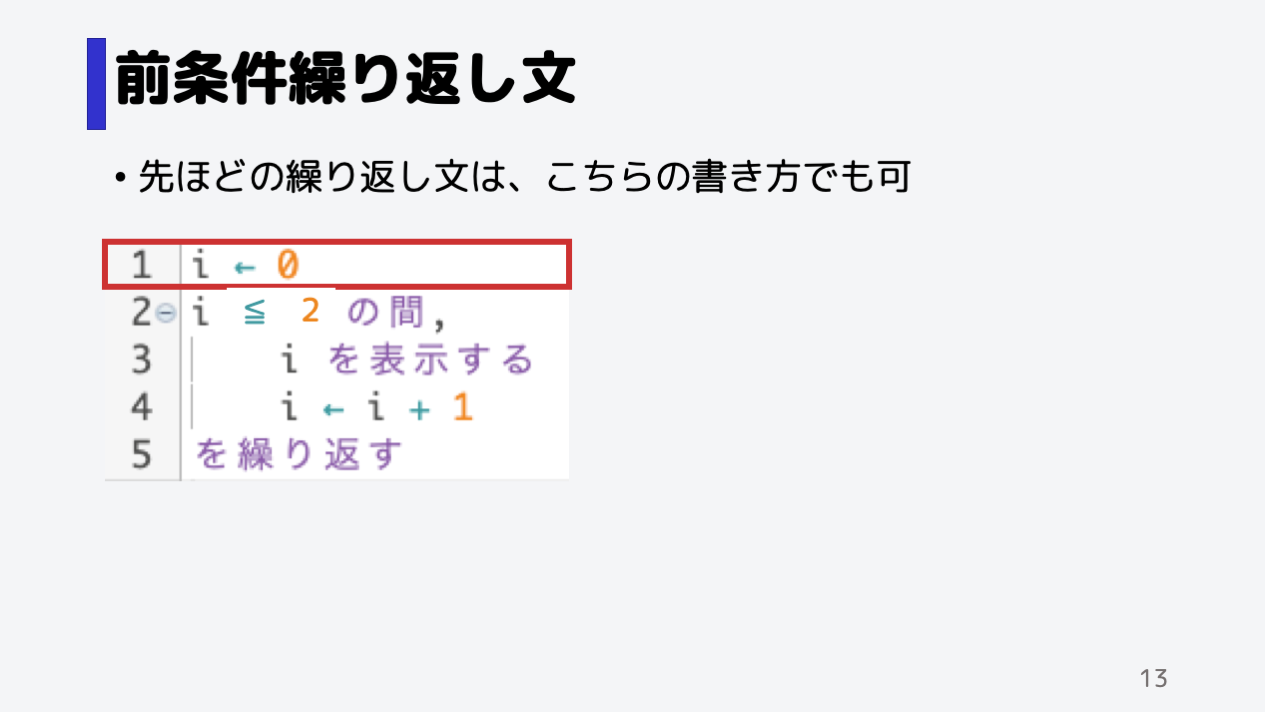 前条件繰り返し文
• 先ほどの繰り返し文は、こちらの書き方でも可
1 i ← 0
2 i ≦ 2 の間,
3 i を表示する
4 i ← i + 1
5 を繰り返す
13